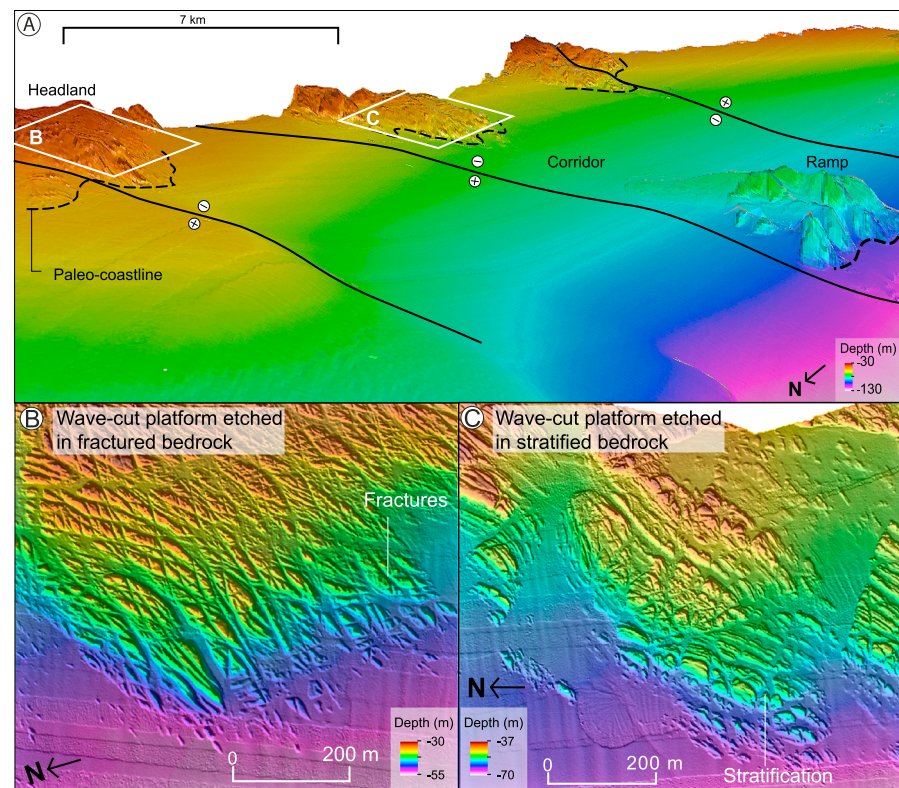 A
7 km
Headland
B
C
Corridor
Ramp
Paleo-coastline
Depth (m)
-30
-130
N
B
Wave-cut platform etched
in fractured bedrock
Fractures
N
0
200 m
Depth (m)
-30
-55
C
Wave-cut platform etched
in stratified bedrock
N
Depth (m)
-37
-70
0
200 m
Stratification